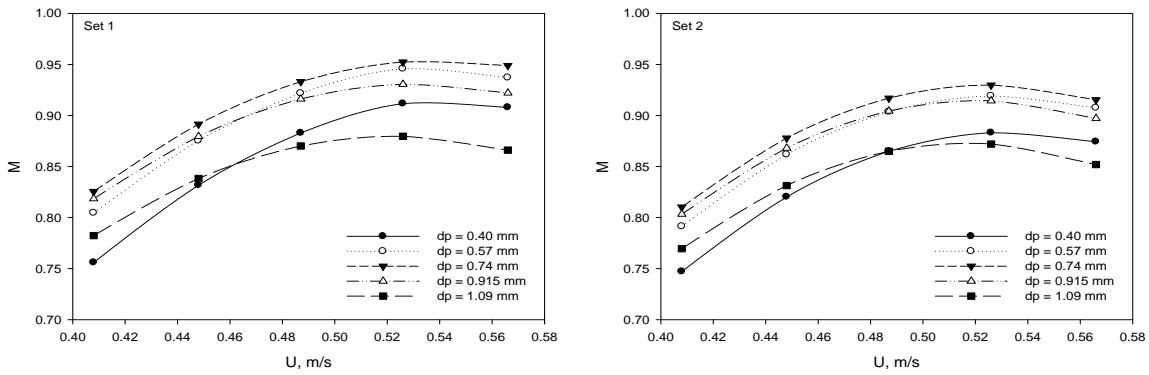 Set 1
M
1.00
0.95
0.90
0.85
0.80
0.75
0.70
dp = 0.40 mm
dp = 0.57 mm
dp = 0.74 mm
dp = 0.915 mm
dp = 1.09 mm
0.40 0.42 0.44 0.46 0.48 0.50 0.52 0.54 0.56 0.58
U, m/s
Set 2
M
1.00
0.95
0.90
0.85
0.80
0.75
0.70
dp = 0.40 mm
dp = 0.57 mm
dp = 0.74 mm
dp = 0.915 mm
dp = 1.09 mm
0.40 0.42 0.44 0.46 0.48 0.50 0.52 0.54 0.56 0.58
U, m/s